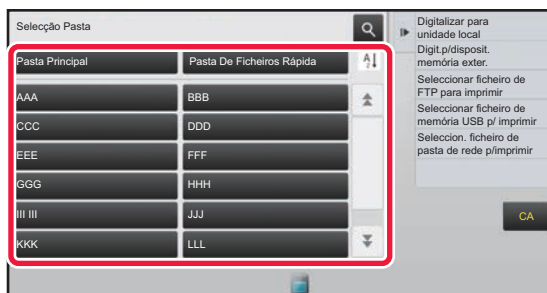 Selecção Pasta
Pasta Principal
Pasta De Ficheiros Rápida
AAA
BBB
CCC
DDD
EEE
FFF
GGG
HHH
III III
JJJ
KKK
LLL
Digitalizar para
unidade local
Digit.p/disposit.
memória exter.
Seleccionar ficheiro de
FTP para imprimir
Seleccionar ficheiro de
memória USB p/ imprimir
Seleccion. ficheiro de
pasta de rede p/imprimir
CA